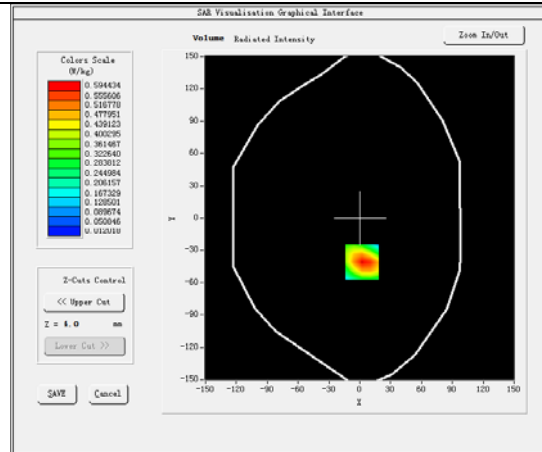 SAR Visualisation Graphical Interface
Volume Radiated Intensity
Zoom In/Out
Colors Scale
(W/kg)
0.594434
0.555606
0.516778
0.477951
0.439123
0.400295
0.361467
0.322640
0.283812
0.244984
0.206157
0.167329
0.128501
0.089674
0.050846
0.012018
150
120
90
60
30
0
-30
-60
-90
-120
-150
Y
-150 -120 -90 -60 -30 0 30 60 90 120 150
X
Z-Cuts Control
<< Upper Cut
Z = 4.0 mm
Lower Cut >>
SAVE Cancel